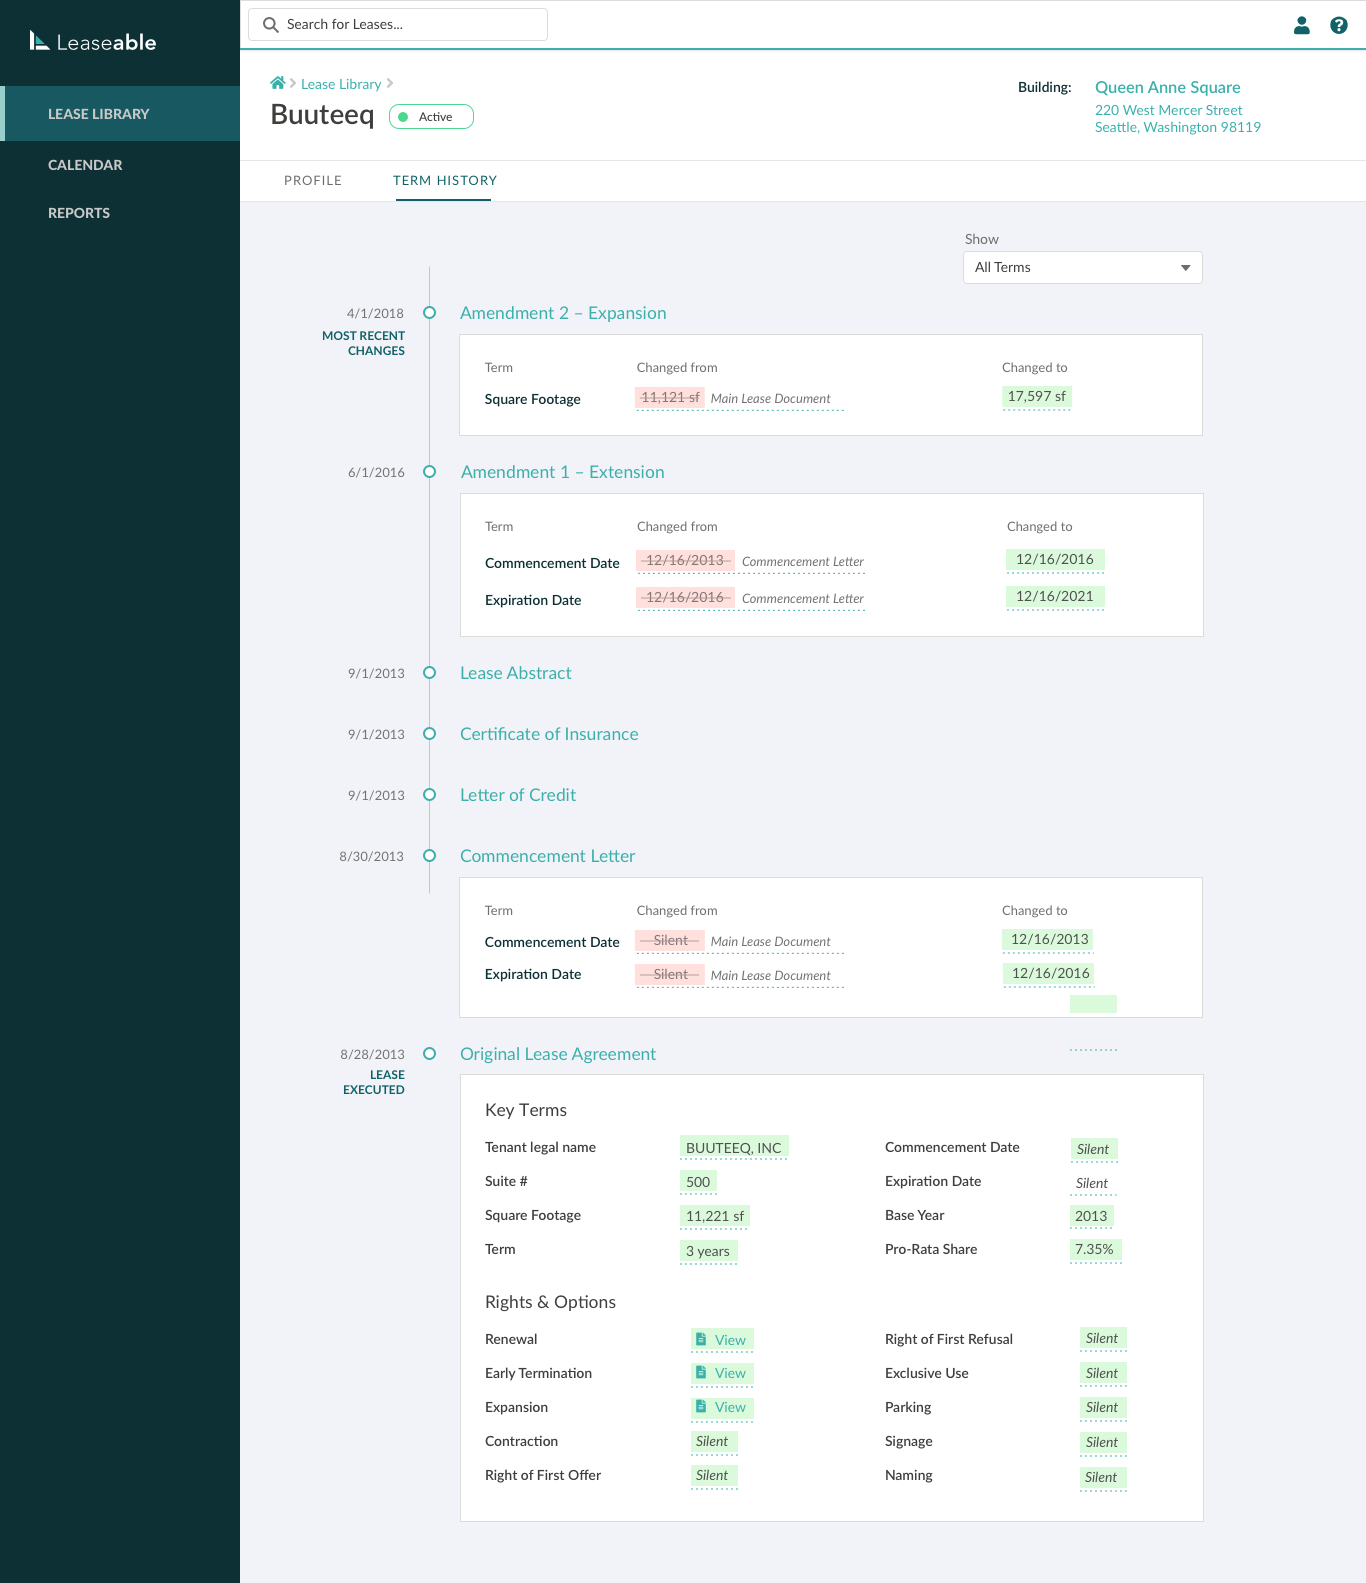 Leaseable
Search for Leases...
LEASE LIBRARY
CALENDAR
REPORTS
Lease Library
Buuteeq
Active
Building:
Queen Anne Square
220 West Mercer Street
Seattle, Washington 98119
PROFILE
TERM HISTORY
Show
All Terms
4/1/2018
MOST RECENT
CHANGES
Amendment 2 – Expansion
Term Changed from Changed to
Square Footage 11,121 sf Main Lease Document 17,597 sf
6/1/2016
Amendment 1 – Extension
Term Changed from Changed to
Commencement Date 12/16/2013 Commencement Letter 12/16/2016
Expiration Date 12/16/2016 Commencement Letter 12/16/2021
9/1/2013 Lease Abstract
9/1/2013 Certificate of Insurance
9/1/2013 Letter of Credit
8/30/2013 Commencement Letter
Term Changed from Changed to
Commencement Date Silent Main Lease Document 12/16/2013
Expiration Date Silent Main Lease Document 12/16/2016
8/28/2013
LEASE
EXECUTED
Original Lease Agreement
Key Terms
Tenant legal name BUUTEEQ, INC Commencement Date Silent
Suite # 500 Expiration Date Silent
Square Footage 11,221 sf Base Year 2013
Term 3 years Pro-Rata Share 7.35%
Rights & Options
Renewal View Right of First Refusal Silent
Early Termination View Exclusive Use Silent
Expansion View Parking Silent
Contraction Silent Signage Silent
Right of First Offer Silent Naming Silent